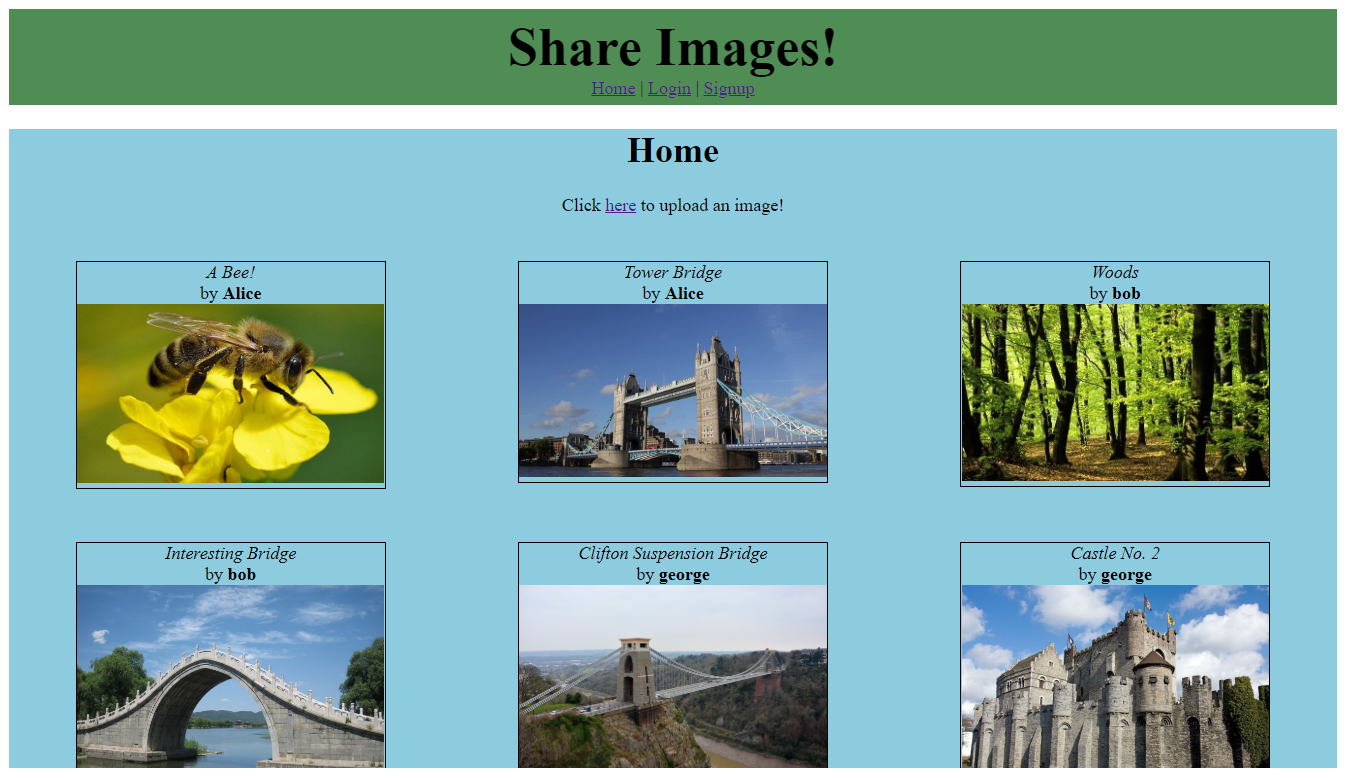 Share Images!
Home | Login | Signup
Home
Click here to upload an image!
A Bee!
by Alice
Tower Bridge
by Alice
Woods
by bob
Interesting Bridge
by bob
Clifton Suspension Bridge
by george
Castle No. 2
by george